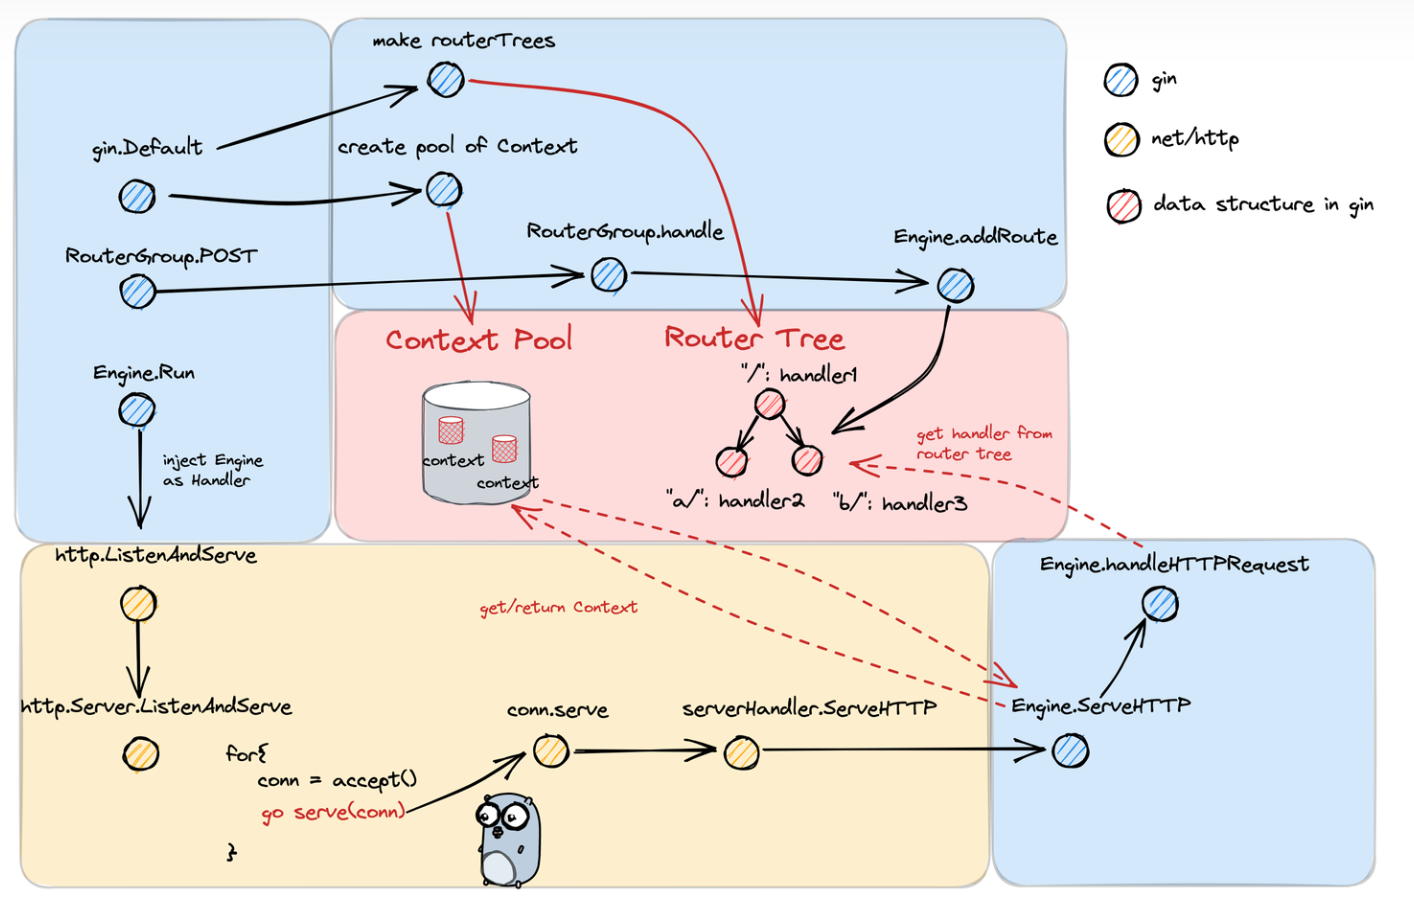 make routerTrees
gin
gin.Default
create pool of Context
net/http
data structure in gin
RouterGroup.POST
RouterGroup.handle
Engine.addRoute
Context Pool
Router Tree
Engine.Run
"/": handler1
inject Engine
as Handler
context
context
get handler from
router tree
"a/": handler2
"b/": handler3
http.ListenAndServe
Engine.handleHTTPRequest
get/return Context
http.Server.ListenAndServe
conn.serve
serverHandler.ServeHTTP
Engine.ServeHTTP
for{
conn = accept()
go serve(conn)
}